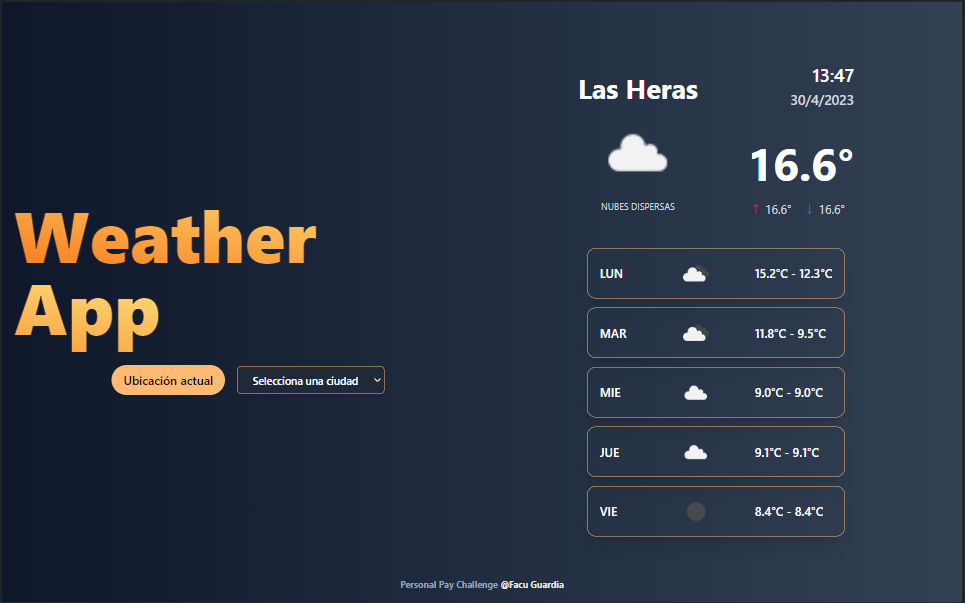 Weather
App
Ubicación actual
Selecciona una ciudad
Las Heras
13:47
30/4/2023
16.6°
NUBES DISPERSAS
↑ 16.6° ↓ 16.6°
LUN 15.2°C - 12.3°C
MAR 11.8°C - 9.5°C
MIE 9.0°C - 9.0°C
JUE 9.1°C - 9.1°C
VIE 8.4°C - 8.4°C
Personal Pay Challenge @Facu Guardia